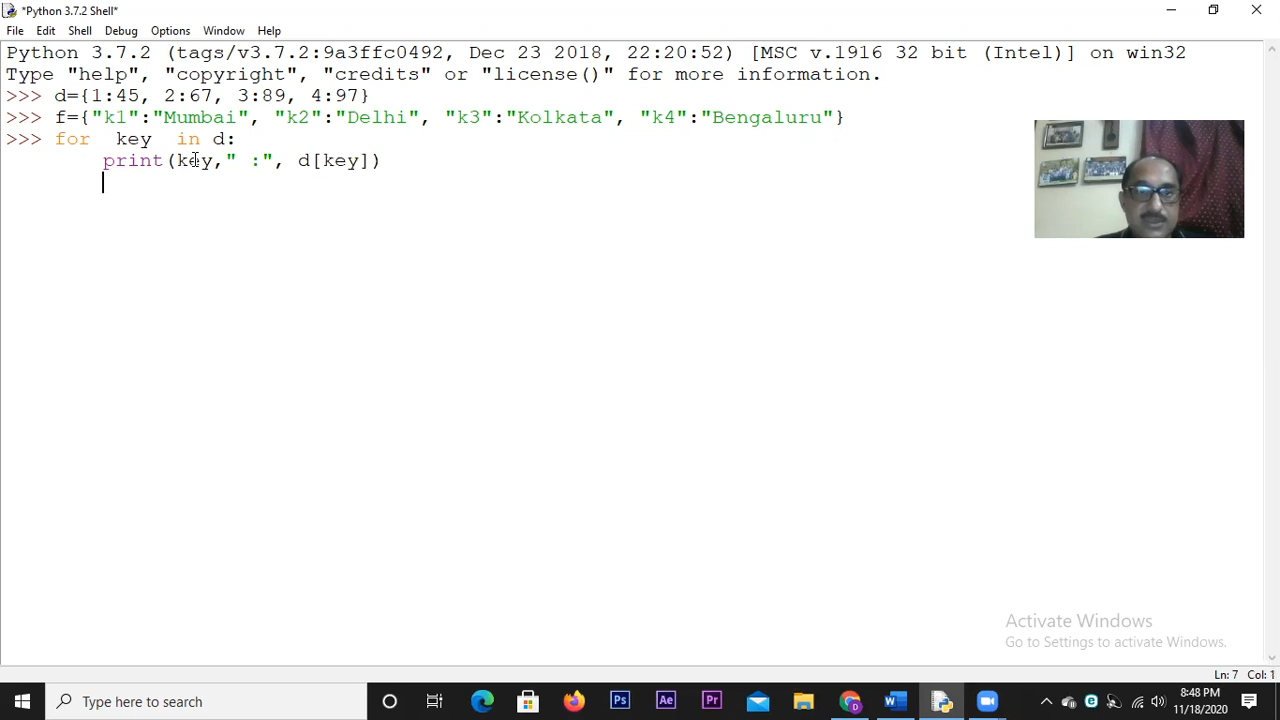 *Python 3.7.2 Shell*
File Edit Shell Debug Options Window Help
Python 3.7.2 (tags/v3.7.2:9a3ffc0492, Dec 23 2018, 22:20:52) [MSC v.1916 32 bit (Intel)] on win32
Type "help", "copyright", "credits" or "license()" for more information.
>>> d={1:45, 2:67, 3:89, 4:97}
>>> f={"k1":"Mumbai", "k2":"Delhi", "k3":"Kolkata", "k4":"Bengaluru"}
>>> for key in d:
print(key," :", d[key])
Activate Windows
Go to Settings to activate Windows.
Ln: 7 Col: 1
Type here to search
Ps Ae Pr
8:48 PM
11/18/2020